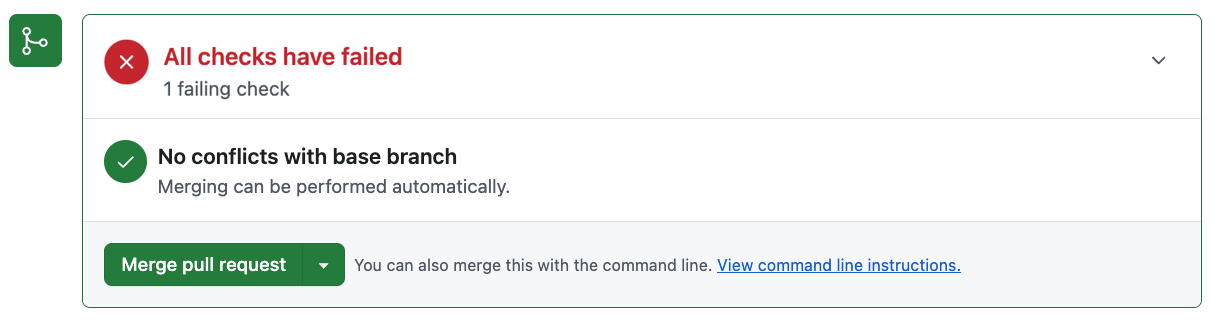 All checks have failed
1 failing check
No conflicts with base branch
Merging can be performed automatically.
Merge pull request You can also merge this with the command line. View command line instructions.